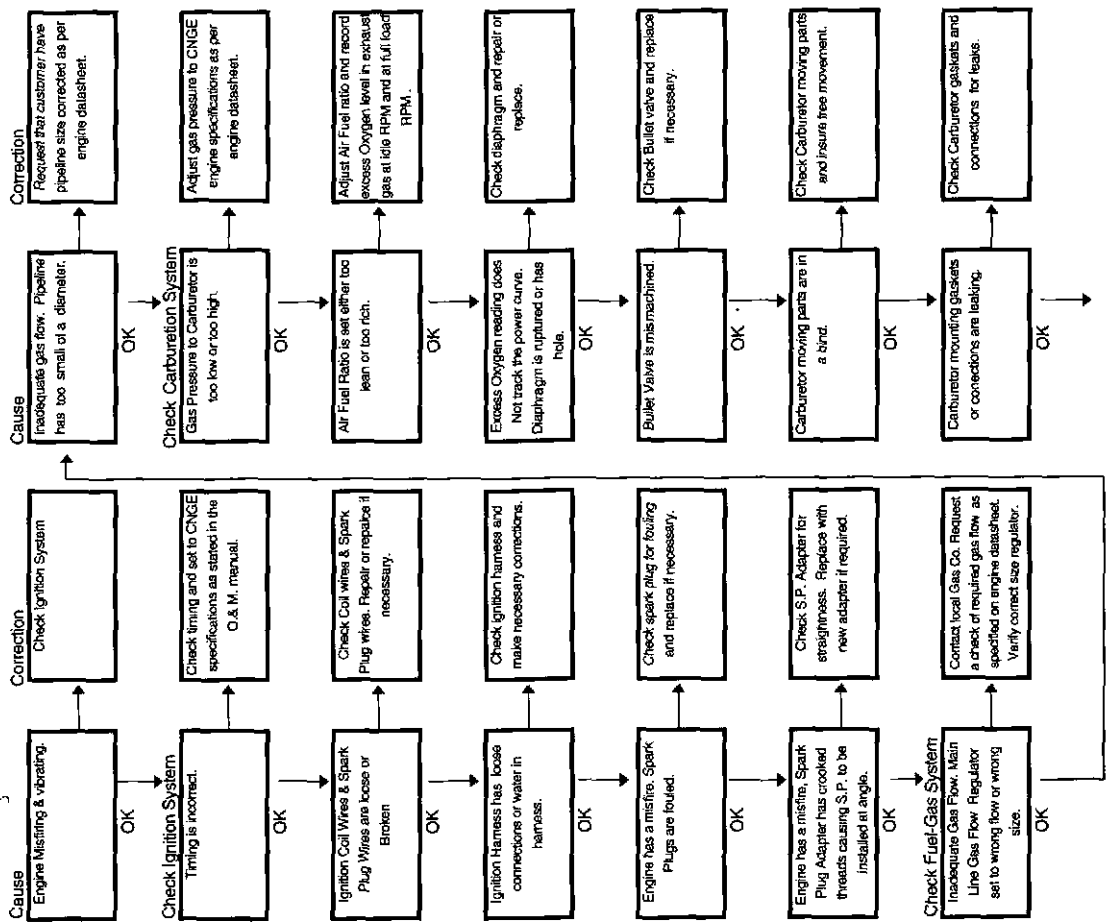 Cause
Correction
Engine Misfiring & vibrating.
Check Ignition System
OK
Check Ignition System
Timing is incorrect.
Check timing and set to CNGE
specifications as stated in the
O.& M. manual.
OK
Ignition Coil Wires & Spark
Plug Wires are loose or
Broken
Check Coil wires & Spark
Plug wires. Repair or repalce if
necessary.
OK
Ignition Harness has loose
connections or water in
harness.
Check ignition harness and
make necessary corrections.
OK
Engine has a misfire. Spark
Plugs are fouled.
Check spark plug for fouling
and replace if necessary.
OK
Engine has a misfire, Spark
Plug Adapter has crooked
threads causing S.P. to be
installed at angle.
Check S.P. Adapter for
straightness. Replace with
new adapter if required.
OK
Check Fuel-Gas System
Inadequate Gas Flow. Main
Line Gas Flow Regulator
set to wrong flow or wrong
size.
Contact local Gas Co. Request
a check of required gas flow as
specified on engine datasheet.
Verify correct size regulator.
OK
Cause
Correction
Inadequate gas flow. Pipeline
has too small of a diameter.
Request that customer have
pipeline size corrected as per
engine datasheet.
OK
Check Carburetion System
Gas Pressure to Carburetor is
too low or too high.
Adjust gas pressure to CNGE
engine specifications as per
engine datasheet.
OK
Air Fuel Ratio is set either too
lean or too rich.
Adjust Air Fuel ratio and record
excess Oxygen level in exhaust
gas at idle RPM and at full load
RPM.
OK
Excess Oxygen reading does
Not track the power curve.
Diaphragm is ruptured or has
hole.
Check diaphragm and repair or
replace.
OK
Bullet Valve is mismachined.
Check Bullet valve and replace
if necessary.
OK
Carburetor moving parts are in
a bind.
Check Carburetor moving parts
and insure free movement.
OK
Carburetor mounting gaskets
or connections are leaking.
Check Carburetor gaskets and
connections for leaks.
OK